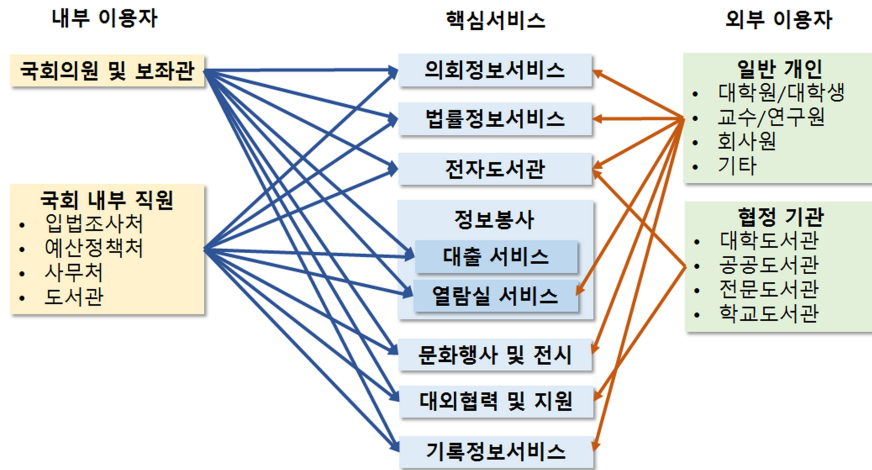 내부 이용자
핵심서비스
외부 이용자
국회의원 및 보좌관
국회 내부 직원
• 입법조사처
• 예산정책처
• 사무처
• 도서관
의회정보서비스
법률정보서비스
전자도서관
정보봉사
대출 서비스
열람실 서비스
문화행사 및 전시
대외협력 및 지원
기록정보서비스
일반 개인
• 대학원/대학생
• 교수/연구원
• 회사원
• 기타
협정 기관
• 대학도서관
• 공공도서관
• 전문도서관
• 학교도서관